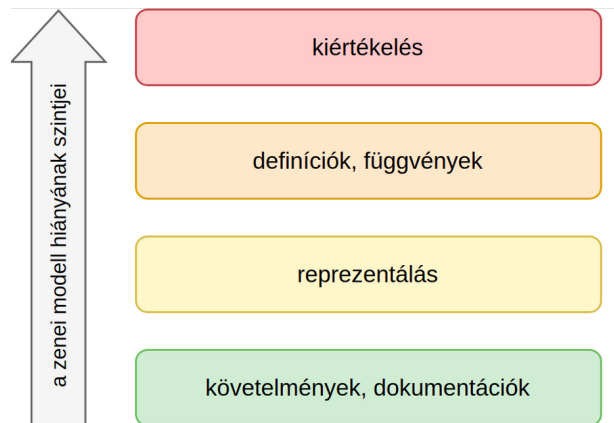 a zenei modell hiányának szintjei
kiértékelés
definíciók, függvények
reprezentálás
követelmények, dokumentációk